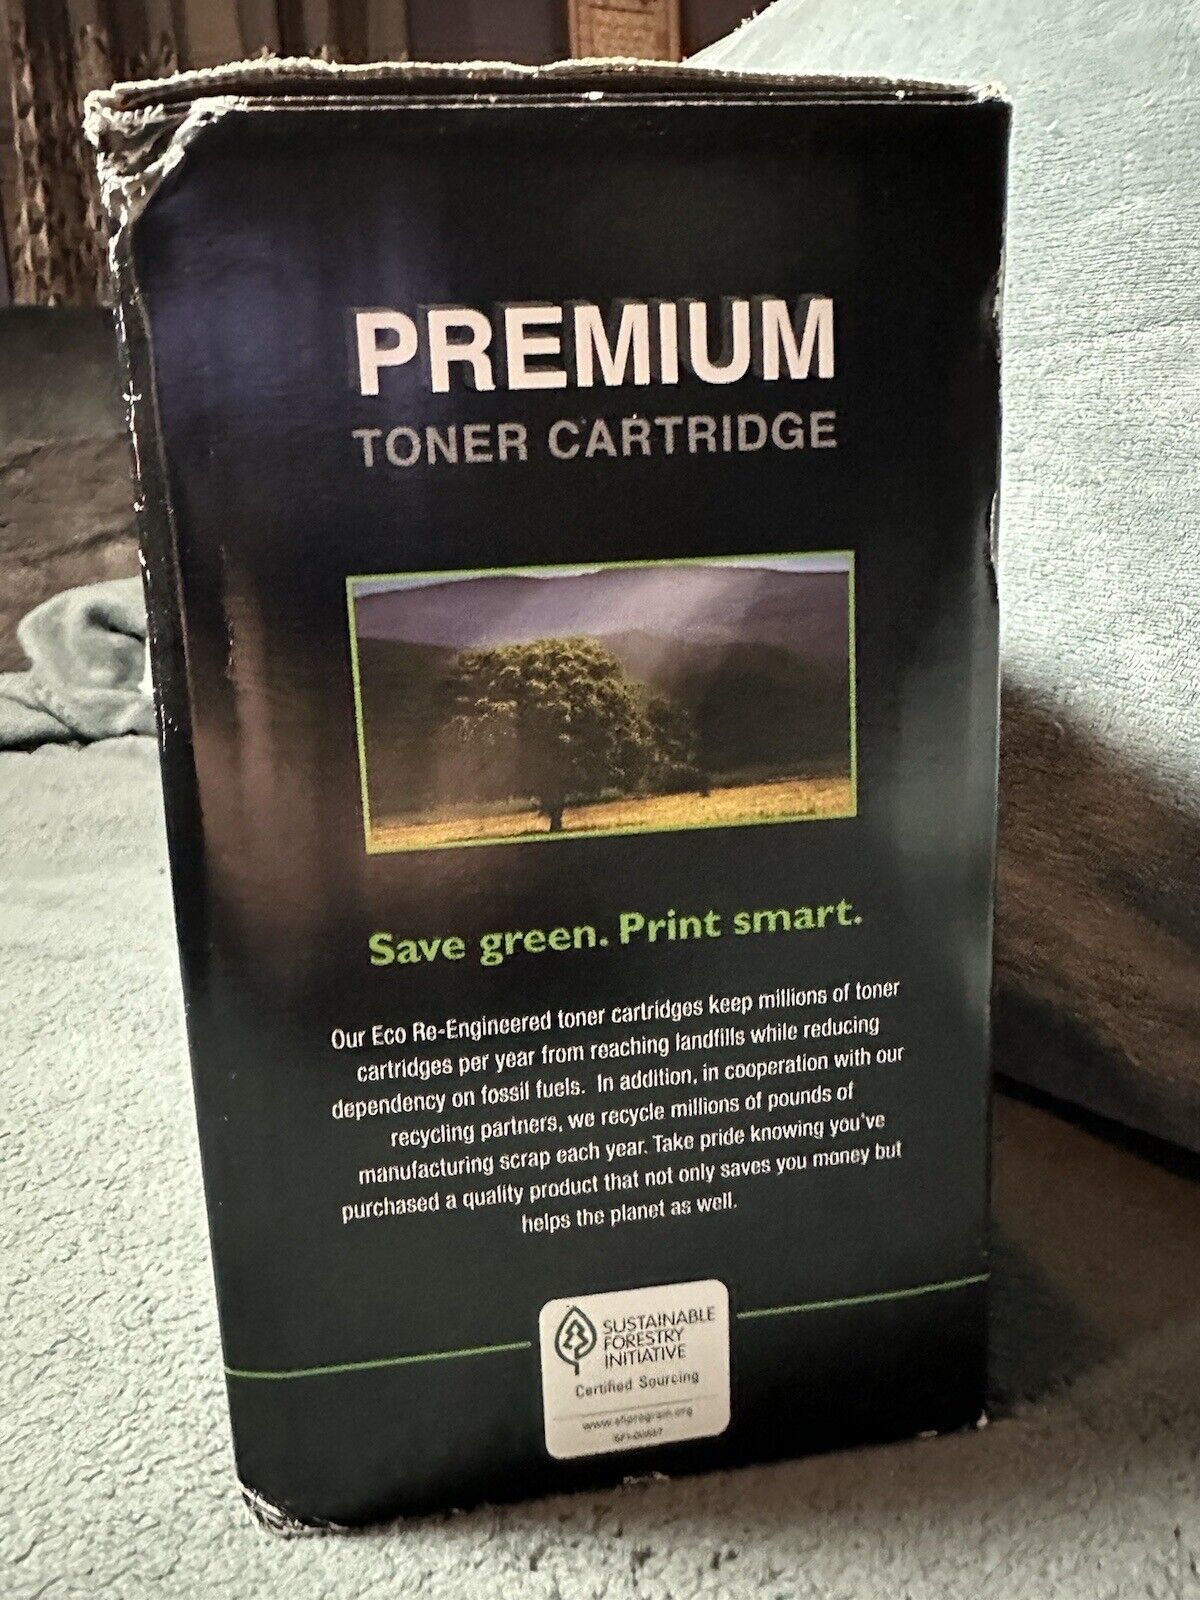 PREMIUM
TONER CARTRIDGE
Save green. Print smart.
Our Eco Re-Engineered toner cartridges keep millions of toner
cartridges per year from reaching landfills while reducing
dependency on fossil fuels. In addition, in cooperation with our
recycling partners, we recycle millions of pounds of
manufacturing scrap each year. Take pride knowing you've
purchased a quality product that not only saves you money but
helps the planet as well.
SUSTAINABLE
FORESTRY
INITIATIVE
Certified Sourcing
www.sfiprogram.org